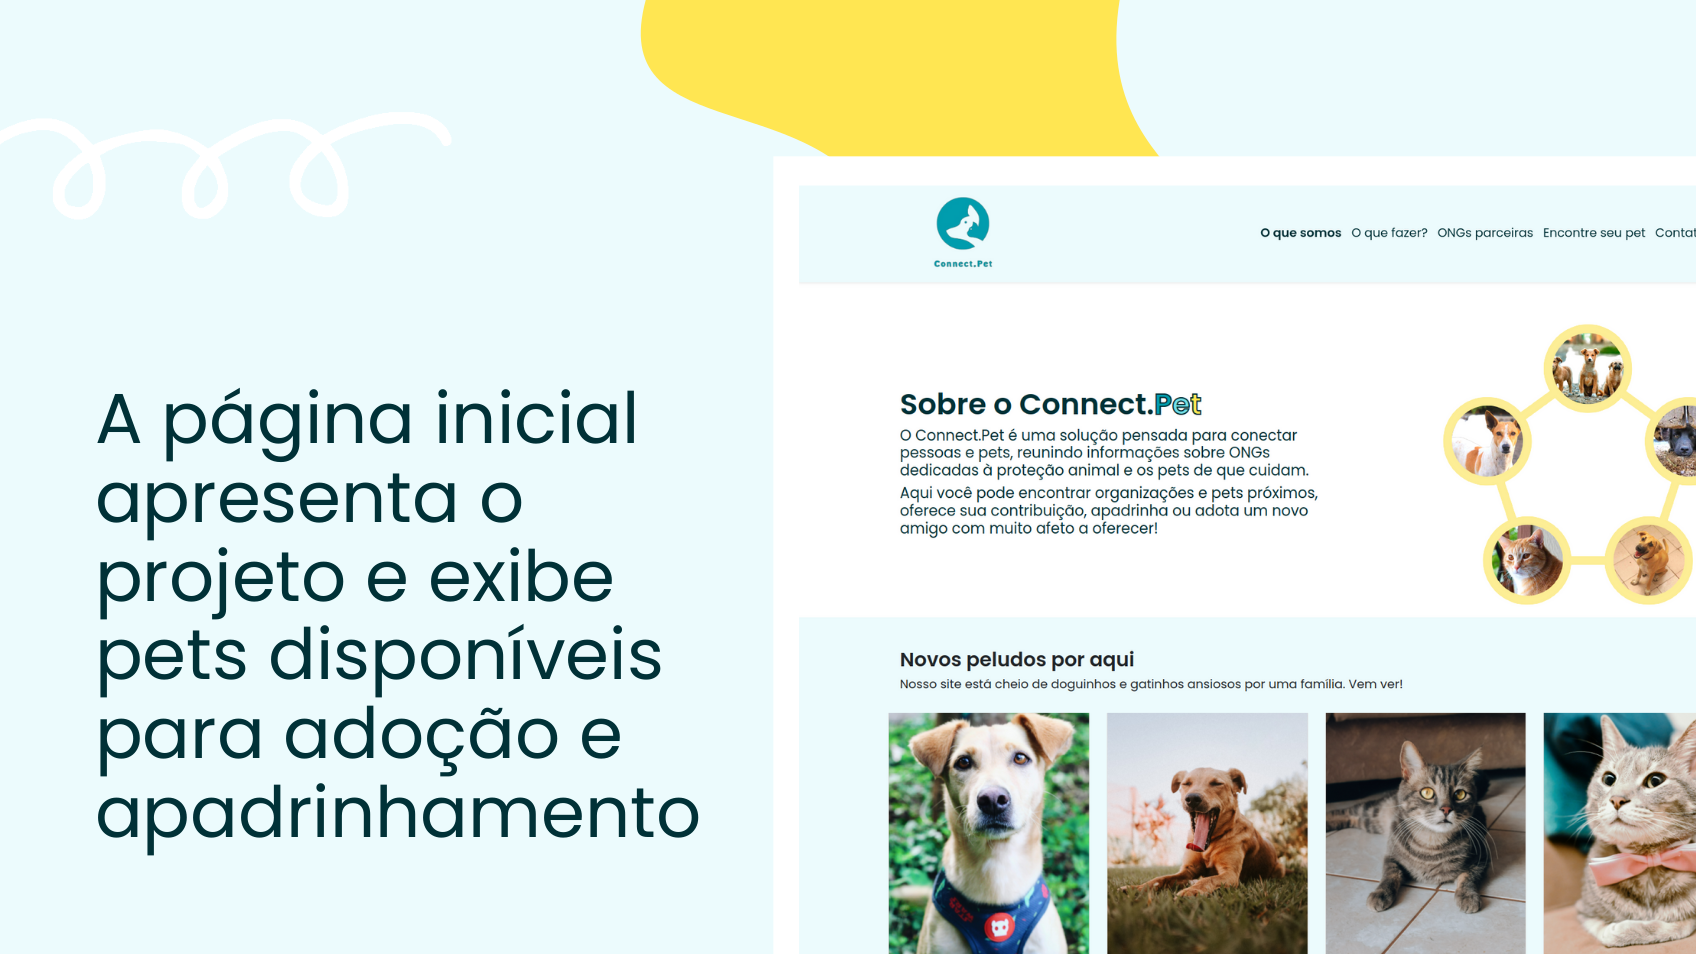 A página inicial
apresenta o
projeto e exibe
pets disponíveis
para adoção e
apadrinhamento
Connect.Pet
O que somos O que fazer? ONGs parceiras Encontre seu pet Contat
Sobre o Connect.Pet
O Connect.Pet é uma solução pensada para conectar
pessoas e pets, reunindo informações sobre ONGs
dedicadas à proteção animal e os pets de que cuidam.
Aqui você pode encontrar organizações e pets próximos,
oferece sua contribuição, apadrinha ou adota um novo
amigo com muito afeto a oferecer!
Novos peludos por aqui
Nosso site está cheio de doguinhos e gatinhos ansiosos por uma família. Vem ver!